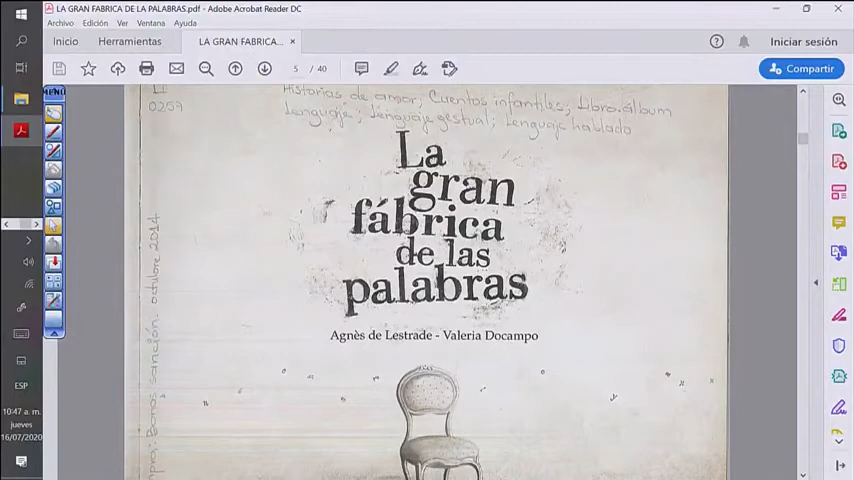 LA GRAN FABRICA DE LA PALABRAS.pdf - Adobe Acrobat Reader DC
Archivo Edición Ver Ventana Ayuda
Inicio Herramientas LA GRAN FABRICA... × Iniciar sesión
5 / 40 Compartir
MENÚ
0259
Historias de amor; Cuentos infantiles; Libro-álbum
Lenguaje; Lenguaje gestual; Lenguaje hablado
La
gran
fábrica
de las
palabras
Agnès de Lestrade - Valeria Docampo
sanción. octubre 2014
ESP
10:47 a. m.
jueves
16/07/2020